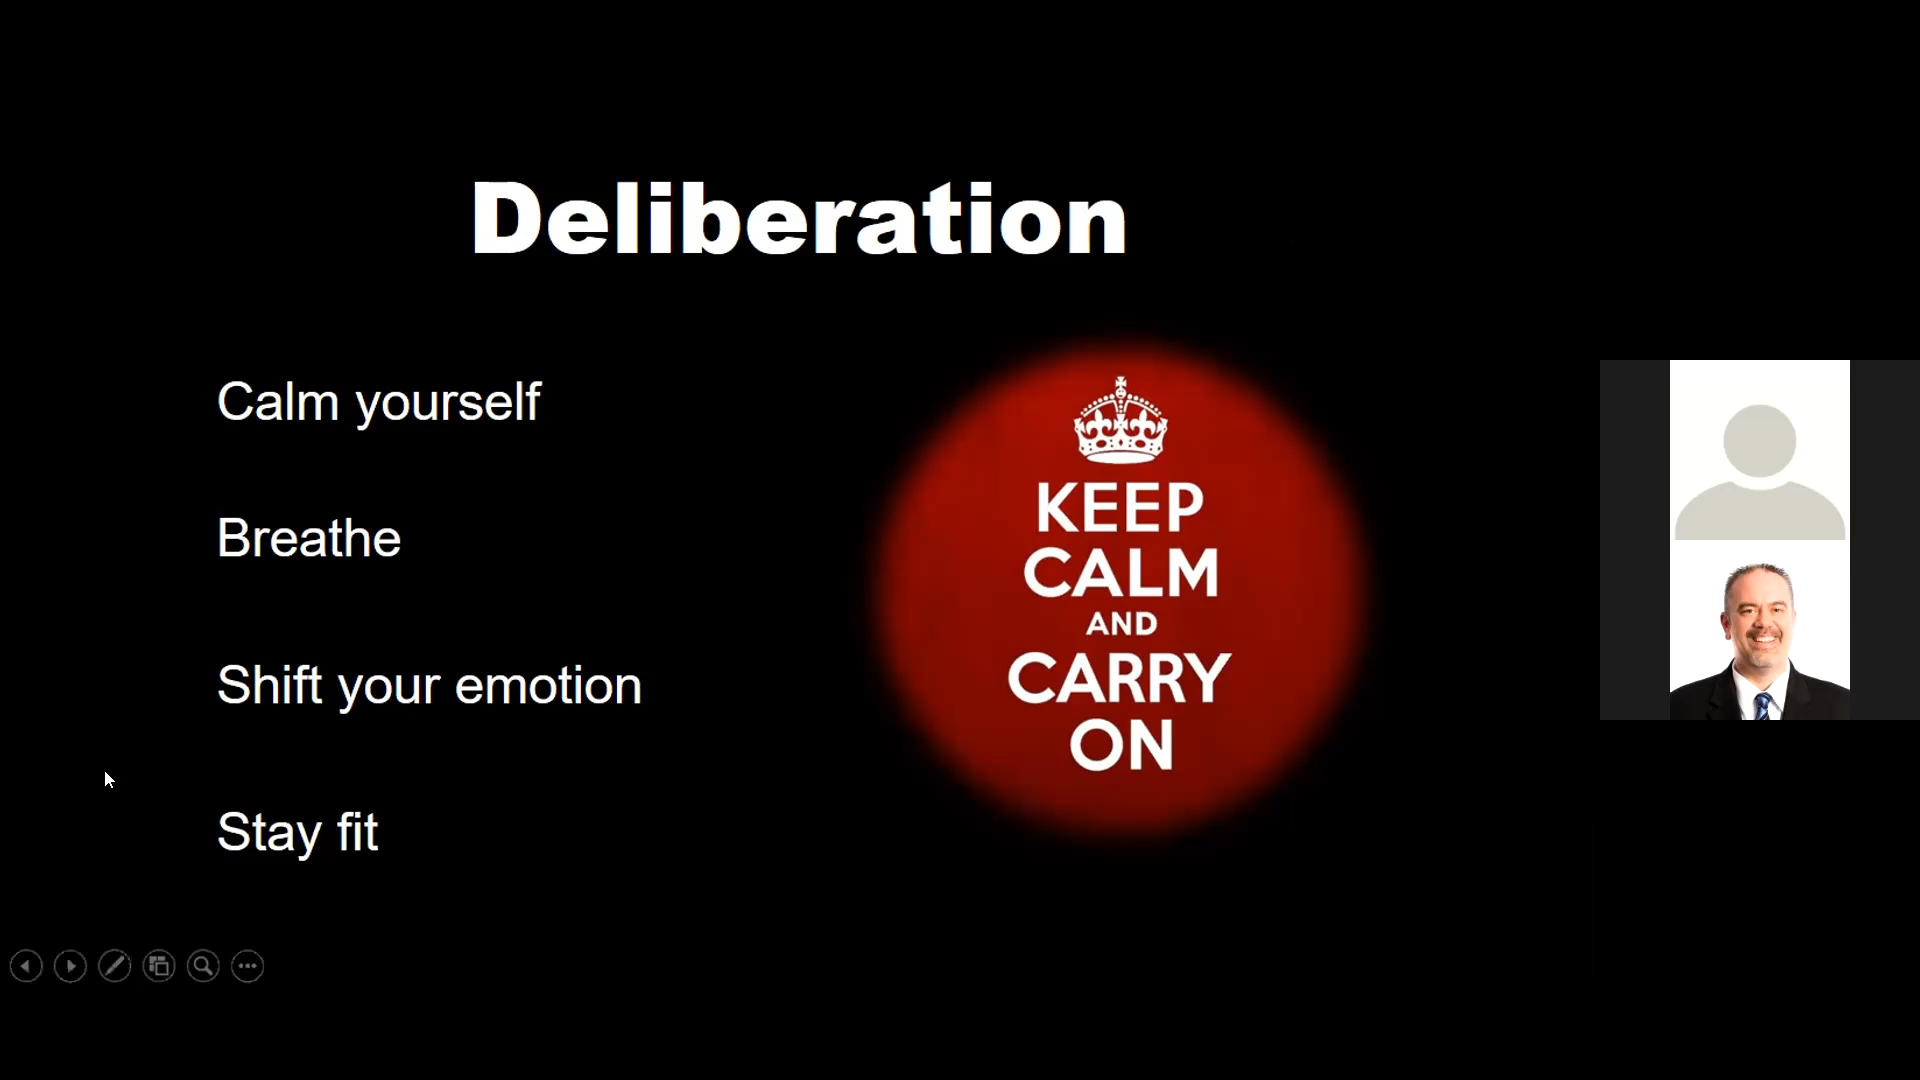 Deliberation
Calm yourself
Breathe
Shift your emotion
Stay fit
KEEP
CALM
AND
CARRY
ON